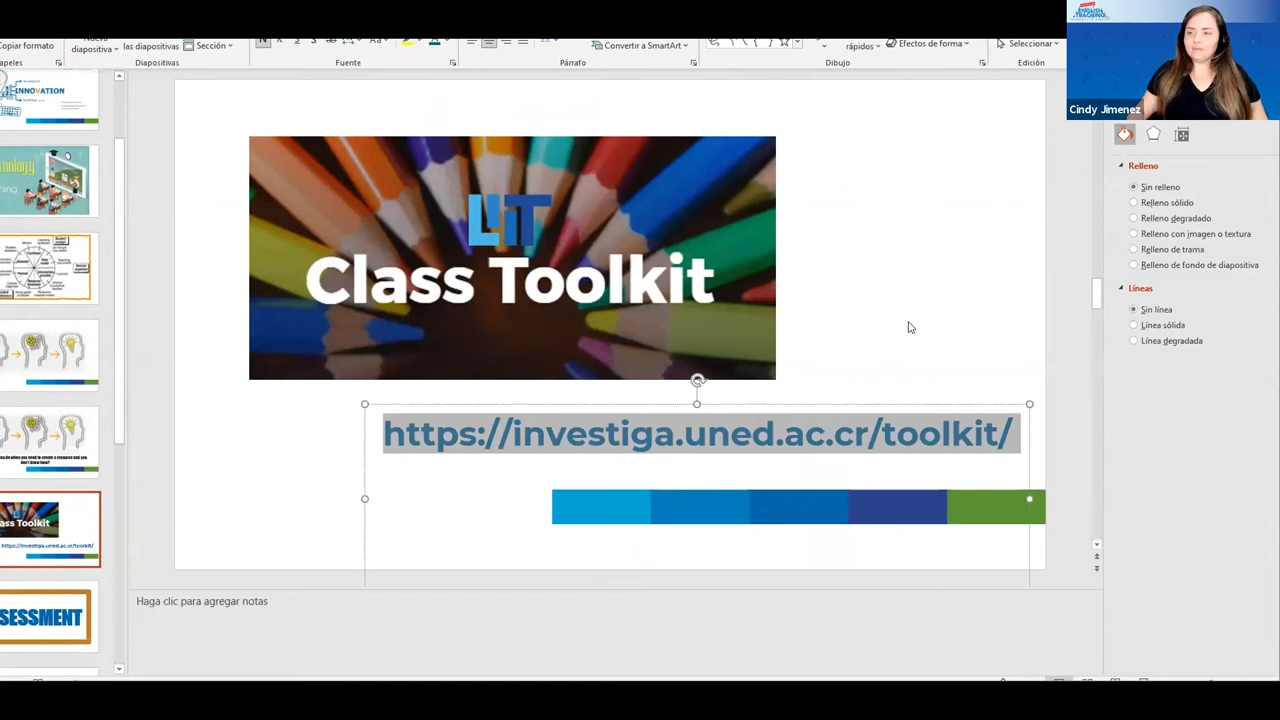 Copiar formato
Nueva
diapositiva
las diapositivas
Sección
Convertir a SmartArt
rápidos
Efectos de forma
Seleccionar
Diapositivas
Fuente
Párrafo
Dibujo
Edición
ENGLISH
TEACHING
Cindy Jimenez
INNOVATION
LIT
Class Toolkit
https://investiga.uned.ac.cr/toolkit/
https://investiga.uned.ac.cr/toolkit/
SESSMENT
Haga clic para agregar notas
Relleno
Sin relleno
Relleno sólido
Relleno degradado
Relleno con imagen o textura
Relleno de trama
Relleno de fondo de diapositiva
Líneas
Sin línea
Línea sólida
Línea degradada